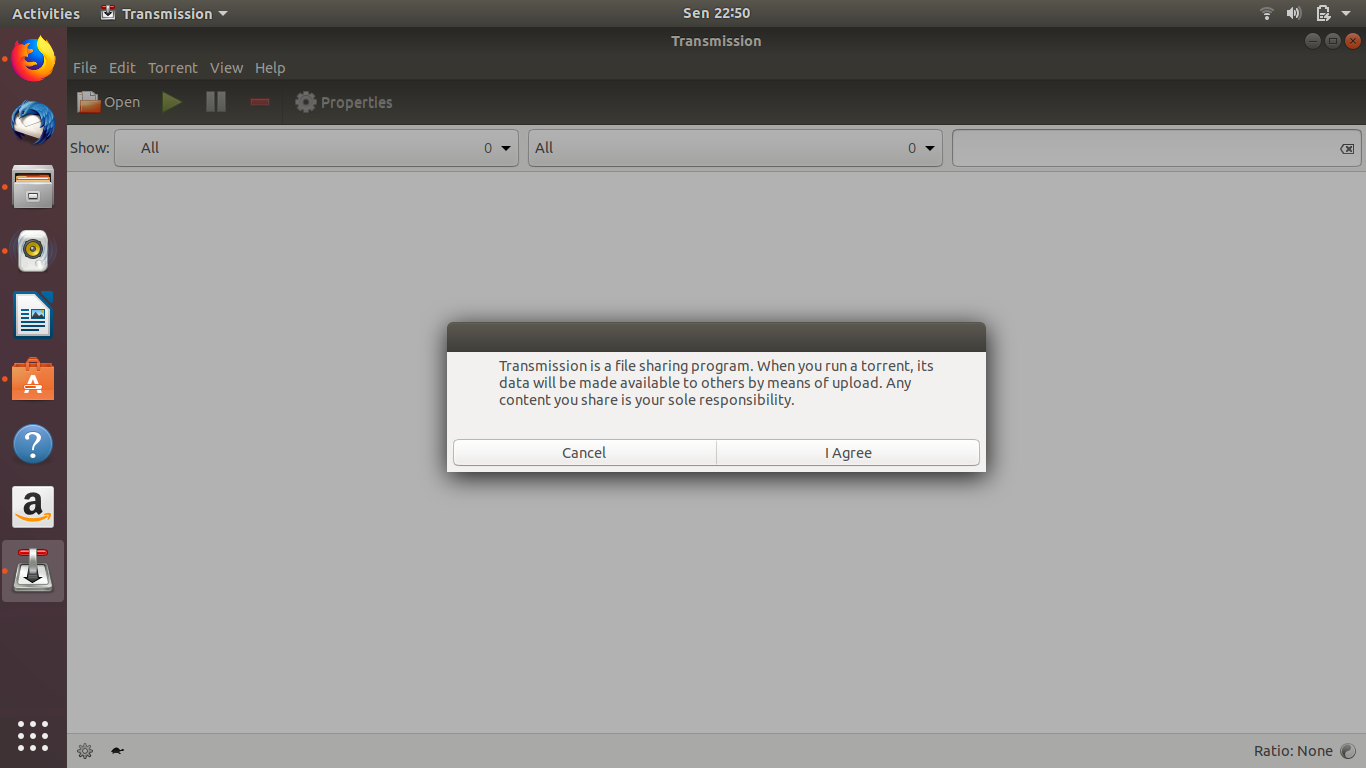 Activities Transmission Sen 22:50
Transmission
File Edit Torrent View Help
Open Properties
Show: All 0 All 0
Transmission is a file sharing program. When you run a torrent, its
data will be made available to others by means of upload. Any
content you share is your sole responsibility.
Cancel I Agree
Ratio: None